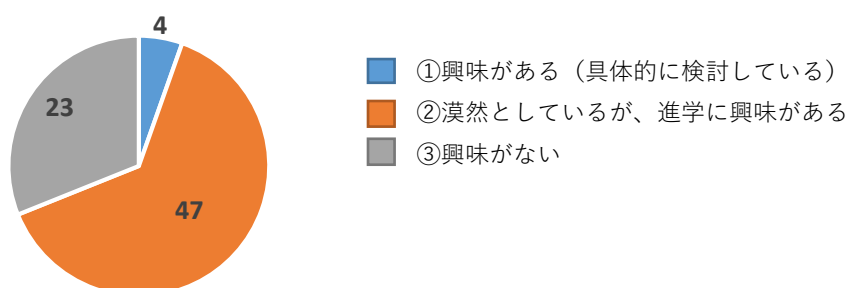 4
23
47
①興味がある（具体的に検討している）
②漠然としているが、進学に興味がある
③興味がない